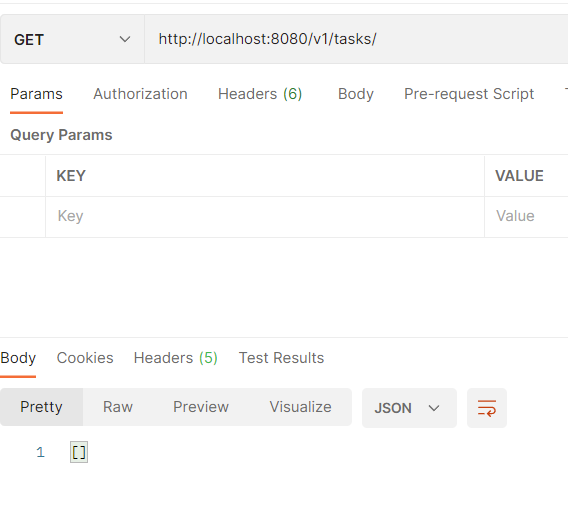 GET http://localhost:8080/v1/tasks/
Params Authorization Headers (6) Body Pre-request Script
Query Params
KEY VALUE
Key Value
Body Cookies Headers (5) Test Results
Pretty Raw Preview Visualize JSON
1 []